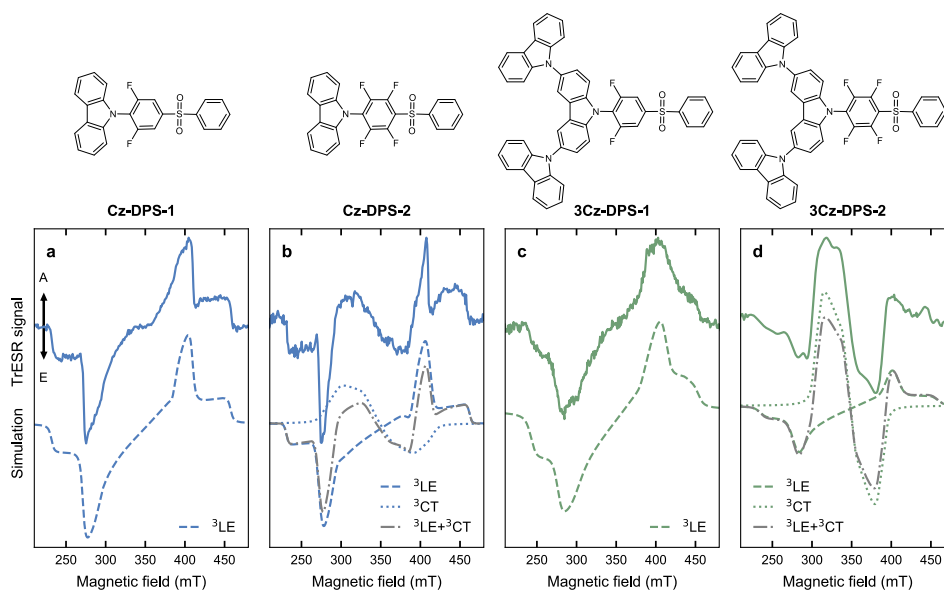 N
F
F
S
O
O
N
F
F
F
F
S
O
O
N
N
N
F
F
S
O
O
N
N
N
F
F
F
F
S
O
O
Cz-DPS-1
Cz-DPS-2
3Cz-DPS-1
3Cz-DPS-2
a
b
c
d
A
E
TrESR signal
Simulation
³LE
³LE
³CT
³LE+³CT
³LE
³LE
³CT
³LE+³CT
250 300 350 400 450
250 300 350 400 450
250 300 350 400 450
250 300 350 400 450
Magnetic field (mT)
Magnetic field (mT)
Magnetic field (mT)
Magnetic field (mT)